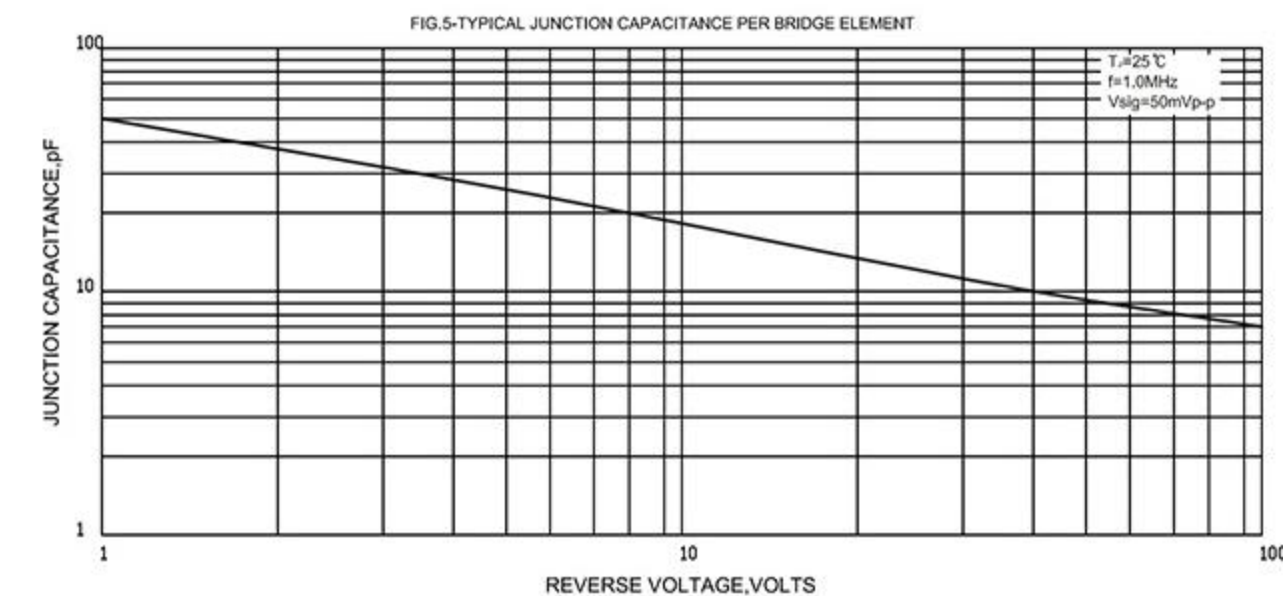 FIG.5-TYPICAL JUNCTION CAPACITANCE PER BRIDGE ELEMENT
100
TJ=25℃
f=1.0MHz
Vsig=50mVp-p
JUNCTION CAPACITANCE,pF
10
1
1
10
100
REVERSE VOLTAGE,VOLTS